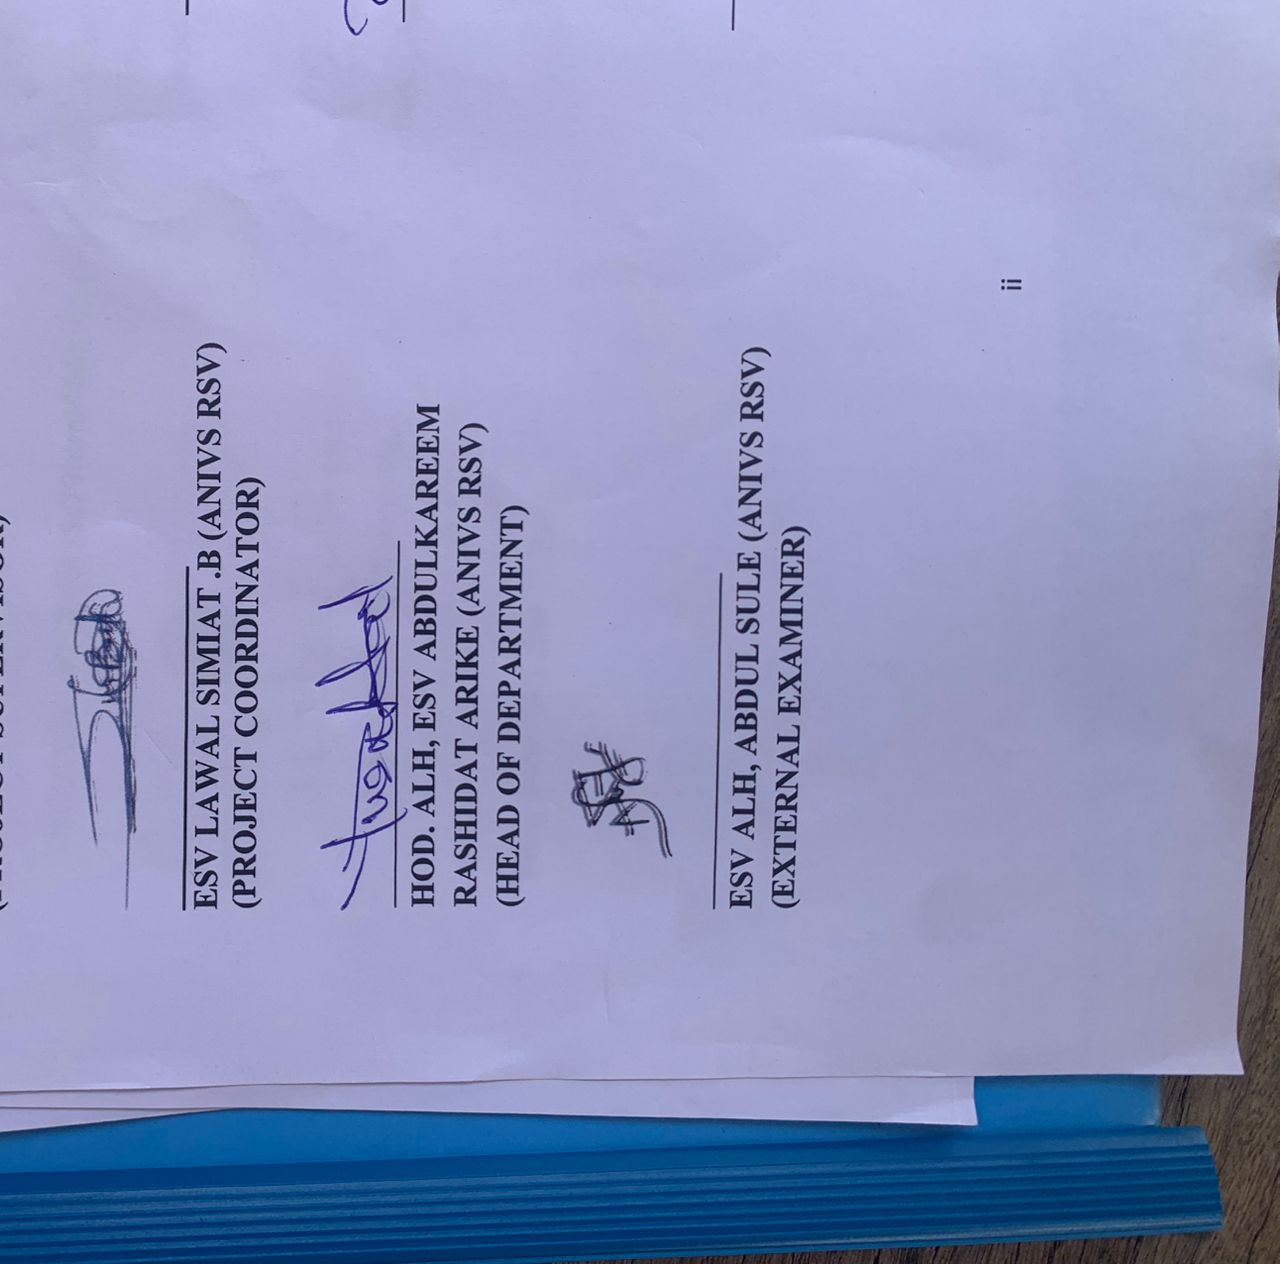 ESV LAWAL SIMIAT .B (ANIVS RSV)
(PROJECT COORDINATOR)
HOD. ALH, ESV ABDULKAREEM
RASHIDAT ARIKE (ANIVS RSV)
(HEAD OF DEPARTMENT)
ESV ALH, ABDUL SULE (ANIVS RSV)
(EXTERNAL EXAMINER)
ii